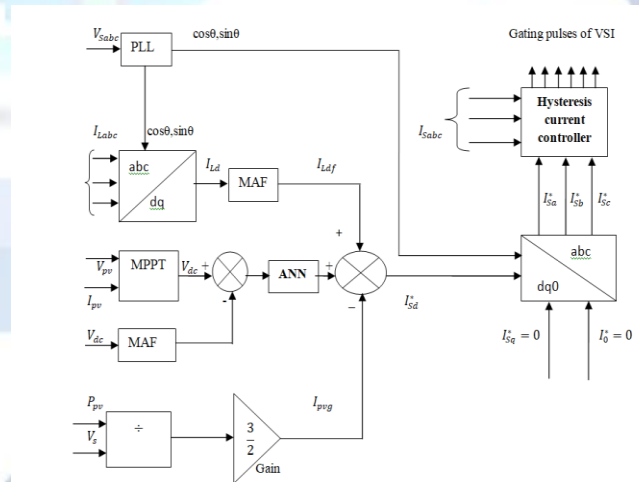 V_Sabc
PLL
cosθ,sinθ
Gating pulses of VSI
I_Labc
cosθ,sinθ
abc
dq
I_Ld
MAF
I_Ldf
I_Sabc
Hysteresis
current
controller
I*_Sa
I*_Sb
I*_Sc
+
V_pv
I_pv
MPPT
V_dc
+
-
ANN
+
−
I*_Sd
abc
dq0
V_dc
MAF
I*_Sq = 0
I*_0 = 0
P_pv
V_s
÷
3
2
Gain
I_pvg